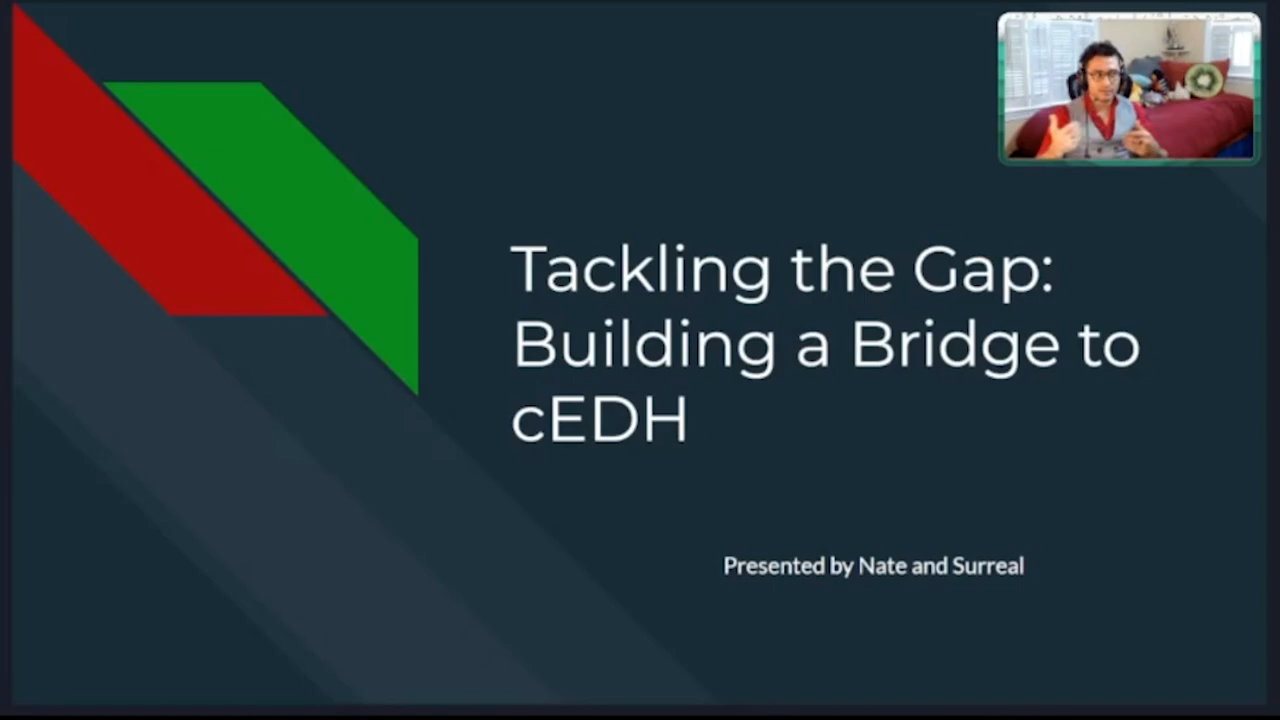 Tackling the Gap:
Building a Bridge to
cEDH
Presented by Nate and Surreal